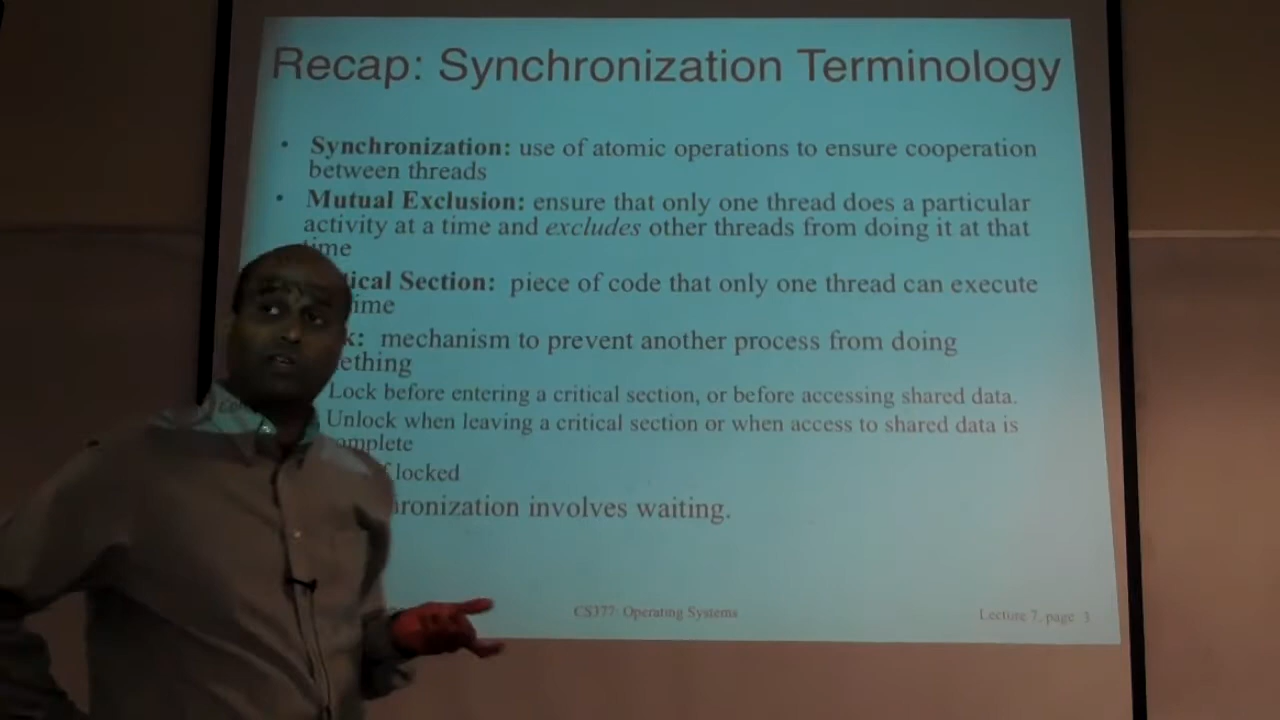 Recap: Synchronization Terminology
• Synchronization: use of atomic operations to ensure cooperation
between threads
• Mutual Exclusion: ensure that only one thread does a particular
activity at a time and excludes other threads from doing it at that
time
ical Section: piece of code that only one thread can execute
ime
k: mechanism to prevent another process from doing
ething
Lock before entering a critical section, or before accessing shared data.
Unlock when leaving a critical section or when access to shared data is
omplete
f locked
hronization involves waiting.
CS377: Operating Systems
Lecture 7, page 3